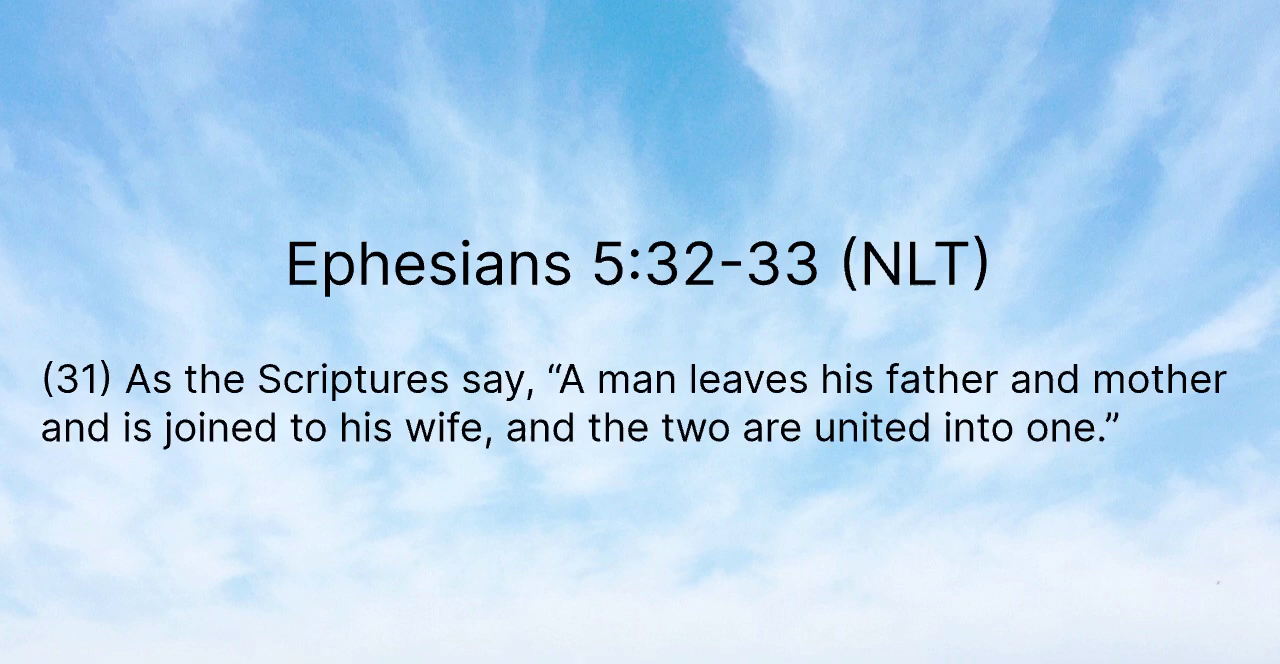 Ephesians 5:32-33 (NLT)
(31) As the Scriptures say, “A man leaves his father and mother
and is joined to his wife, and the two are united into one.”